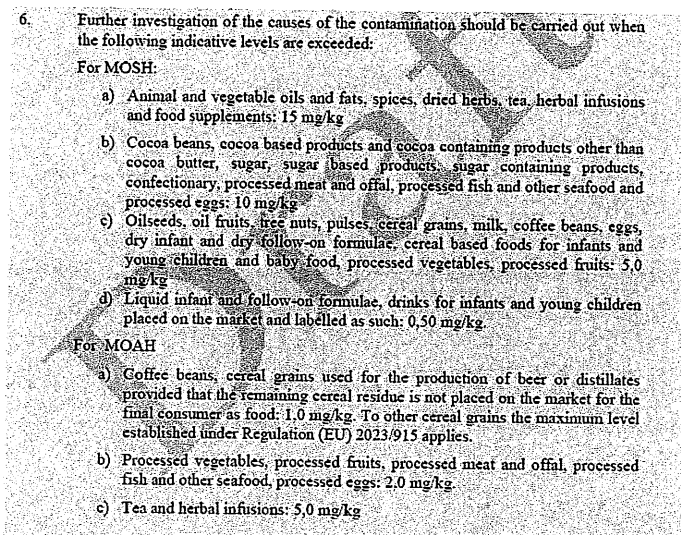 6. Further investigation of the causes of the contamination should be carried out when
the following indicative levels are exceeded:
For MOSH:
a) Animal and vegetable oils and fats, spices, dried herbs, tea, herbal infusions
and food supplements: 15 mg/kg
b) Cocoa beans, cocoa based products and cocoa containing products other than
cocoa butter, sugar, sugar based products, sugar containing products,
confectionary, processed meat and offal, processed fish and other seafood and
processed eggs: 10 mg/kg
c) Oilseeds, oil fruits, tree nuts, pulses, cereal grains, milk, coffee beans, eggs,
dry infant and dry follow-on formulae, cereal based foods for infants and
young children and baby food, processed vegetables, processed fruits: 5,0
mg/kg
d) Liquid infant and follow-on formulae, drinks for infants and young children
placed on the market and labelled as such: 0,50 mg/kg.
For MOAH
a) Coffee beans, cereal grains used for the production of beer or distillates
provided that the remaining cereal residue is not placed on the market for the
final consumer as food: 1.0 mg/kg. To other cereal grains the maximum level
established under Regulation (EU) 2023/915 applies.
b) Processed vegetables, processed fruits, processed meat and offal, processed
fish and other seafood, processed eggs: 2,0 mg/kg.
c) Tea and herbal infusions: 5,0 mg/kg